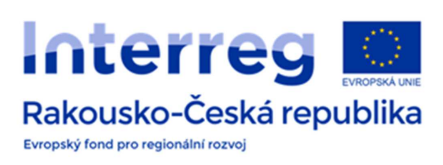 Interreg
EVROPSKÁ UNIE
Rakousko-Česká republika
Evropský fond pro regionální rozvoj